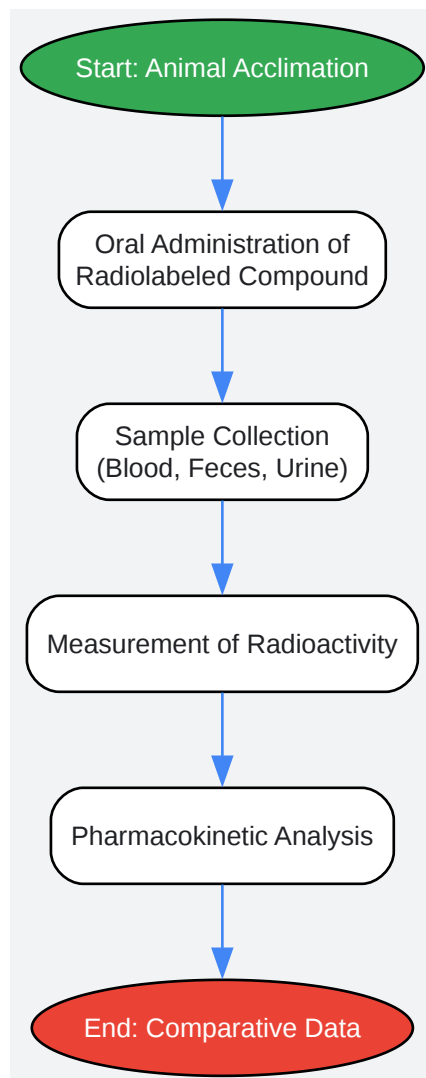 Start: Animal Acclimation
Oral Administration of
Radiolabeled Compound
Sample Collection
(Blood, Feces, Urine)
Measurement of Radioactivity
Pharmacokinetic Analysis
End: Comparative Data